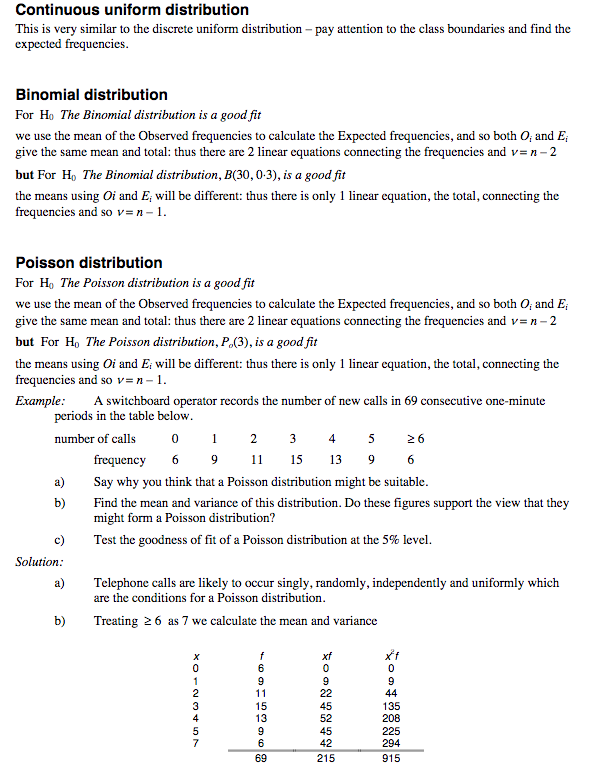 Continuous uniform distribution
This is very similar to the discrete uniform distribution – pay attention to the class boundaries and find the
expected frequencies.
Binomial distribution
For H₀ The Binomial distribution is a good fit
we use the mean of the Observed frequencies to calculate the Expected frequencies, and so both Oᵢ and Eᵢ
give the same mean and total: thus there are 2 linear equations connecting the frequencies and ν = n – 2
but For H₀ The Binomial distribution, B(30, 0·3), is a good fit
the means using Oi and Eᵢ will be different: thus there is only 1 linear equation, the total, connecting the
frequencies and so ν = n – 1.
Poisson distribution
For H₀ The Poisson distribution is a good fit
we use the mean of the Observed frequencies to calculate the Expected frequencies, and so both Oᵢ and Eᵢ
give the same mean and total: thus there are 2 linear equations connecting the frequencies and ν = n – 2
but For H₀ The Poisson distribution, Pₒ(3), is a good fit
the means using Oi and Eᵢ will be different: thus there is only 1 linear equation, the total, connecting the
frequencies and so ν = n – 1.
Example: A switchboard operator records the number of new calls in 69 consecutive one-minute
periods in the table below.
number of calls 0 1 2 3 4 5 ≥ 6
frequency 6 9 11 15 13 9 6
a) Say why you think that a Poisson distribution might be suitable.
b) Find the mean and variance of this distribution. Do these figures support the view that they
might form a Poisson distribution?
c) Test the goodness of fit of a Poisson distribution at the 5% level.
Solution:
a) Telephone calls are likely to occur singly, randomly, independently and uniformly which
are the conditions for a Poisson distribution.
b) Treating ≥ 6 as 7 we calculate the mean and variance
x f xf x²f
0 6 0 0
1 9 9 9
2 11 22 44
3 15 45 135
4 13 52 208
5 9 45 225
7 6 42 294
69 215 915